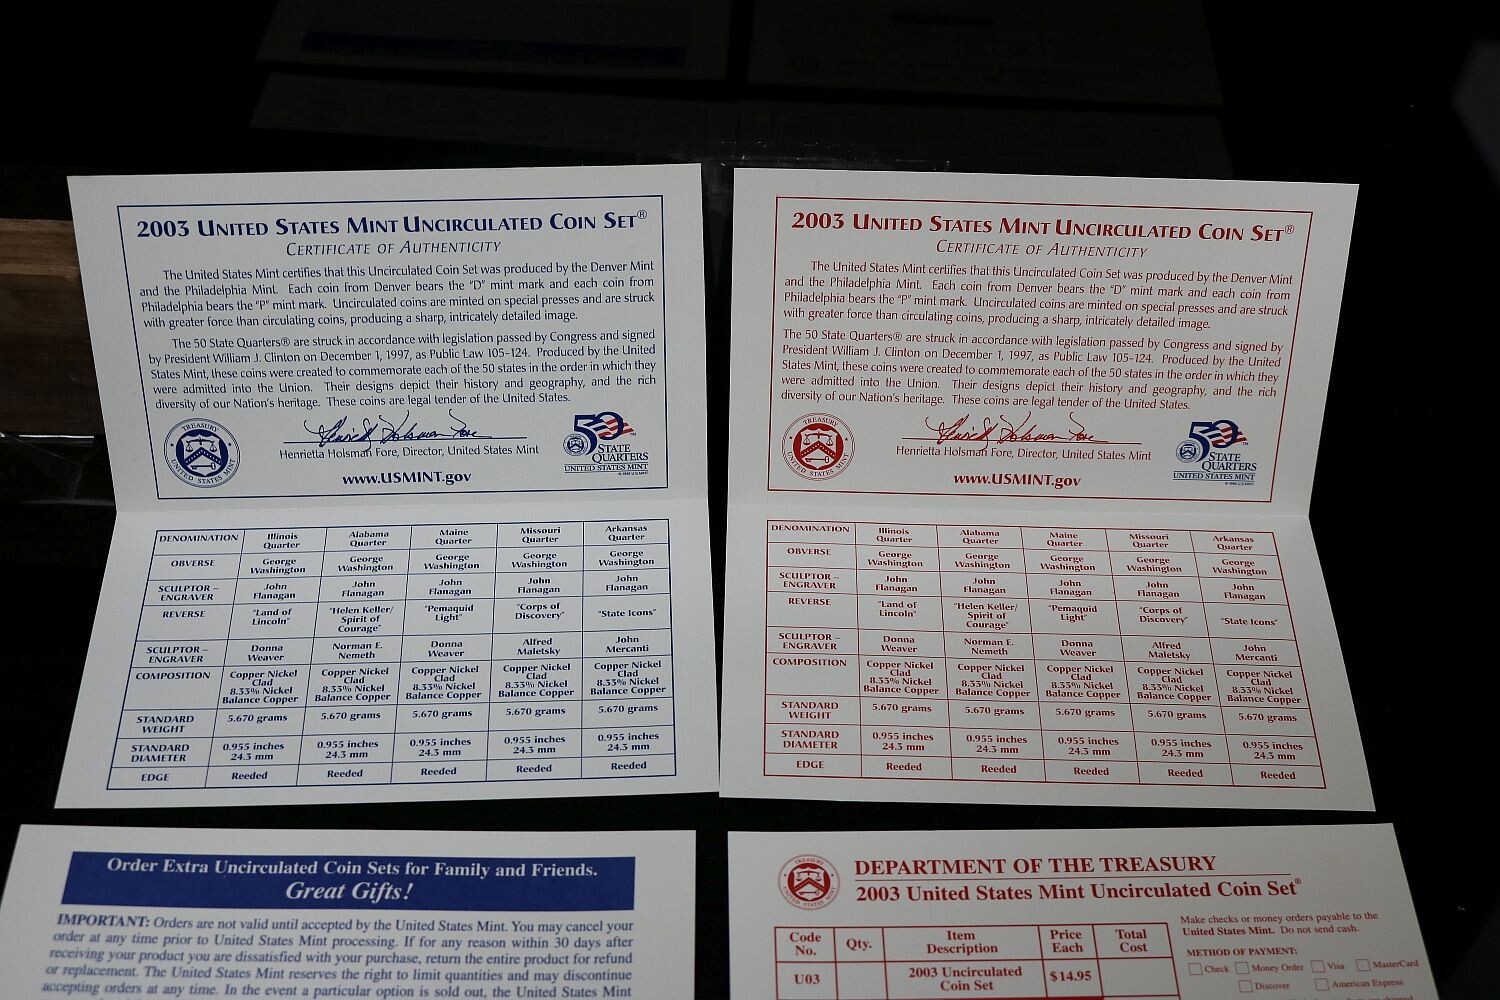 2003 UNITED STATES MINT UNCIRCULATED COIN SET®
CERTIFICATE OF AUTHENTICITY
The United States Mint certifies that this Uncirculated Coin Set was produced by the Denver Mint
and the Philadelphia Mint. Each coin from Denver bears the "D" mint mark and each coin from
Philadelphia bears the "P" mint mark. Uncirculated coins are minted on special presses and are struck
with greater force than circulating coins, producing a sharp, intricately detailed image.
The 50 State Quarters® are struck in accordance with legislation passed by Congress and signed
by President William J. Clinton on December 1, 1997, as Public Law 105-124. Produced by the United
States Mint, these coins were created to commemorate each of the 50 states in the order in which they
were admitted into the Union. Their designs depict their history and geography, and the rich
diversity of our Nation's heritage. These coins are legal tender of the United States.
TREASURY
UNITED STATES MINT
Henrietta Holsman Fore
Henrietta Holsman Fore, Director, United States Mint
www.USMINT.gov
50
STATE
QUARTERS
UNITED STATES MINT
DENOMINATION Illinois Quarter Alabama Quarter Maine Quarter Missouri Quarter Arkansas Quarter
OBVERSE George Washington George Washington George Washington George Washington George Washington
SCULPTOR – ENGRAVER John Flanagan John Flanagan John Flanagan John Flanagan John Flanagan
REVERSE "Land of Lincoln" "Helen Keller/ Spirit of Courage" "Pemaquid Light" "Corps of Discovery" "State Icons"
SCULPTOR – ENGRAVER Donna Weaver Norman E. Nemeth Donna Weaver Alfred Maletsky John Mercanti
COMPOSITION Copper Nickel Clad 8.33% Nickel Balance Copper Copper Nickel Clad 8.33% Nickel Balance Copper Copper Nickel Clad 8.33% Nickel Balance Copper Copper Nickel Clad 8.33% Nickel Balance Copper Copper Nickel Clad 8.33% Nickel Balance Copper
STANDARD WEIGHT 5.670 grams 5.670 grams 5.670 grams 5.670 grams 5.670 grams
STANDARD DIAMETER 0.955 inches 24.3 mm 0.955 inches 24.3 mm 0.955 inches 24.3 mm 0.955 inches 24.3 mm 0.955 inches 24.3 mm
EDGE Reeded Reeded Reeded Reeded Reeded
2003 UNITED STATES MINT UNCIRCULATED COIN SET®
CERTIFICATE OF AUTHENTICITY
The United States Mint certifies that this Uncirculated Coin Set was produced by the Denver Mint
and the Philadelphia Mint. Each coin from Denver bears the "D" mint mark and each coin from
Philadelphia bears the "P" mint mark. Uncirculated coins are minted on special presses and are struck
with greater force than circulating coins, producing a sharp, intricately detailed image.
The 50 State Quarters® are struck in accordance with legislation passed by Congress and signed by
President William J. Clinton on December 1, 1997, as Public Law 105-124. Produced by the United
States Mint, these coins were created to commemorate each of the 50 states in the order in which they
were admitted into the Union. Their designs depict their history and geography, and the rich
diversity of our Nation's heritage. These coins are legal tender of the United States.
TREASURY
UNITED STATES MINT
Henrietta Holsman Fore
Henrietta Holsman Fore, Director, United States Mint
www.USMINT.gov
50
STATE
QUARTERS
UNITED STATES MINT
DENOMINATION Illinois Quarter Alabama Quarter Maine Quarter Missouri Quarter Arkansas Quarter
OBVERSE George Washington George Washington George Washington George Washington George Washington
SCULPTOR – ENGRAVER John Flanagan John Flanagan John Flanagan John Flanagan John Flanagan
REVERSE "Land of Lincoln" "Helen Keller/ Spirit of Courage" "Pemaquid Light" "Corps of Discovery" "State Icons"
SCULPTOR – ENGRAVER Donna Weaver Norman E. Nemeth Donna Weaver Alfred Maletsky John Mercanti
COMPOSITION Copper Nickel Clad 8.33% Nickel Balance Copper Copper Nickel Clad 8.33% Nickel Balance Copper Copper Nickel Clad 8.33% Nickel Balance Copper Copper Nickel Clad 8.33% Nickel Balance Copper Copper Nickel Clad 8.33% Nickel Balance Copper
STANDARD WEIGHT 5.670 grams 5.670 grams 5.670 grams 5.670 grams 5.670 grams
STANDARD DIAMETER 0.955 inches 24.3 mm 0.955 inches 24.3 mm 0.955 inches 24.3 mm 0.955 inches 24.3 mm 0.955 inches 24.3 mm
EDGE Reeded Reeded Reeded Reeded Reeded
Order Extra Uncirculated Coin Sets for Family and Friends.
Great Gifts!
IMPORTANT: Orders are not valid until accepted by the United States Mint. You may cancel your
order at any time prior to United States Mint processing. If for any reason within 30 days after
receiving your product you are dissatisfied with your purchase, return the entire product for refund
or replacement. The United States Mint reserves the right to limit quantities and may discontinue
accepting orders at any time. In the event a particular option is sold out, the United States Mint
DEPARTMENT OF THE TREASURY
2003 United States Mint Uncirculated Coin Set®
Code No. Qty. Item Description Price Each Total Cost
U03 2003 Uncirculated Coin Set $14.95
Make checks or money orders payable to the
United States Mint. Do not send cash.
METHOD OF PAYMENT:
Check Money Order Visa MasterCard
Discover American Express